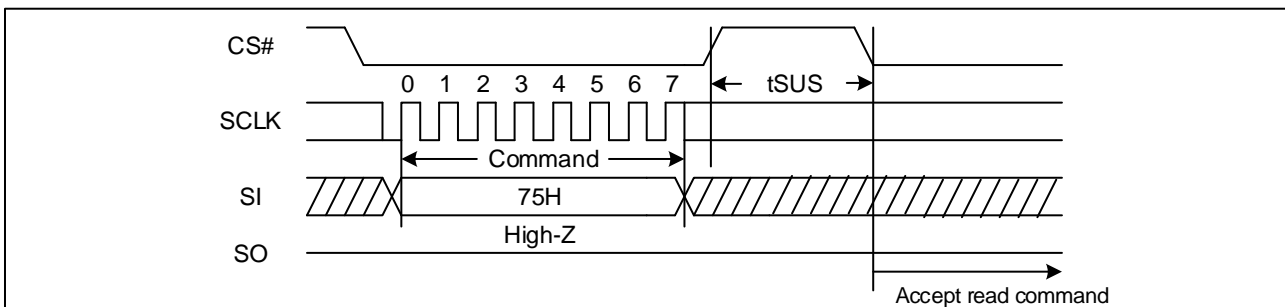 CS#
tSUS
0 1 2 3 4 5 6 7
SCLK
Command
SI
75H
High-Z
SO
Accept read command